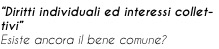 “Diritti individuali ed interessi collet-
tivi”
Esiste ancora il bene comune?